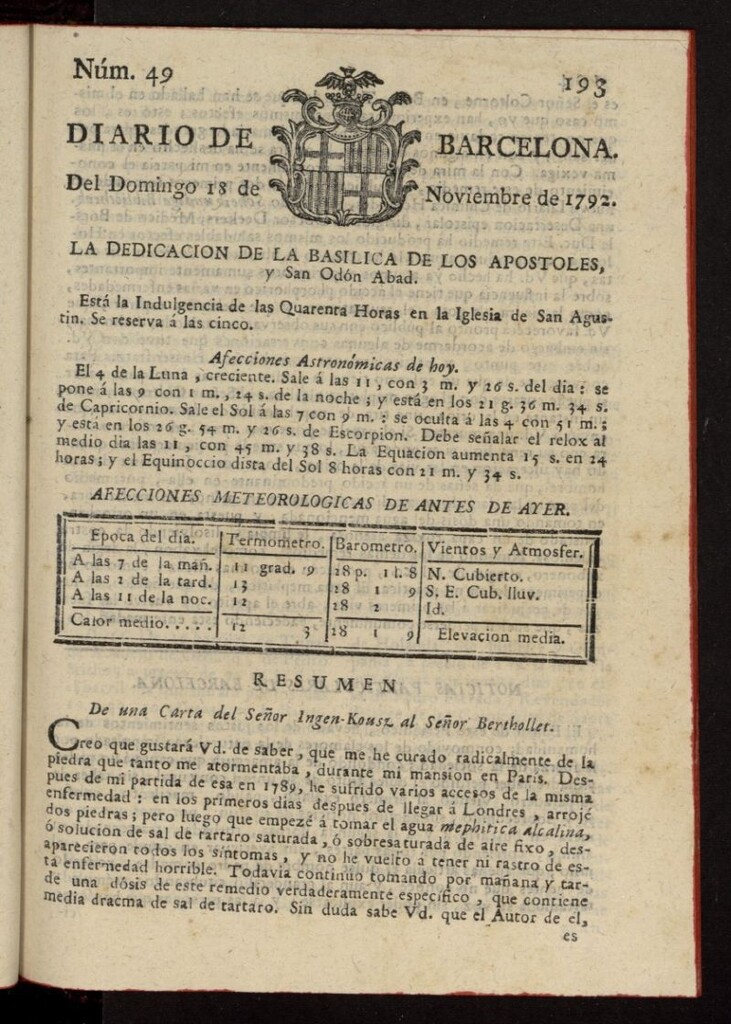 Núm. 49
193
DIARIO DE BARCELONA.
Del Domingo 18 de Noviembre de 1792.
LA DEDICACION DE LA BASILICA DE LOS APOSTOLES,
y San Odón Abad.
Está la Indulgencia de las Quarenta Horas en la Iglesia de San Agus-
tin. Se reserva á las cinco.
Afecciones Astronómicas de hoy.
El 4 de la Luna, creciente. Sale á las 11, con 3 m. y 26 s. del dia: se
pone á las 9 con 1 m., 24 s. de la noche; y está en los 21 g. 36 m. 34 s.
de Capricornio. Sale el Sol á las 7 con 9 m.: se oculta á las 4 con 51 m.;
y está en los 26 g. 54 m. y 26 s. de Escorpion. Debe señalar el relox al
medio dia las 11, con 45 m. y 38 s. La Equacion aumenta 15 s. en 24
horas; y el Equinoccio dista del Sol 8 horas con 21 m. y 34 s.
AFECCIONES METEOROLOGICAS DE ANTES DE AYER.
Epoca del dia. Termometro. Barometro. Vientos y Atmosfer.
A las 7 de la mañ. 11 grad. 9 28 p. 1 l. 8 N. Cubierto.
A las 2 de la tard. 13 28 1 9 S. E. Cub. lluv.
A las 11 de la noc. 12 28 2 Id.
Calor medio..... 12 3 28 1 9 Elevacion media.
RESUMEN
De una Carta del Señor Ingen-Kousz al Señor Berthollet.
Creo que gustará Vd. de saber, que me he curado radicalmente de la
piedra que tanto me atormentaba, durante mi mansion en Paris. Des-
pues de mi partida de esa en 1789, he sufrido varios accesos de la misma
enfermedad: en los primeros dias despues de llegar á Londres, arrojé
dos piedras; pero luego que empezé á tomar el agua mephitica alcalina,
ó solucion de sal de tartaro saturada, ó sobresaturada de aire fixo, des-
aparecieron todos los sintomas, y no he vuelto á tener ni rastro de es-
ta enfermedad horrible. Todavia continuo tomando por mañana y tar-
de una dósis de este remedio verdaderamente especifico, que contiene
media dracma de sal de tartaro. Sin duda sabe Vd. que el Autor de él,
es